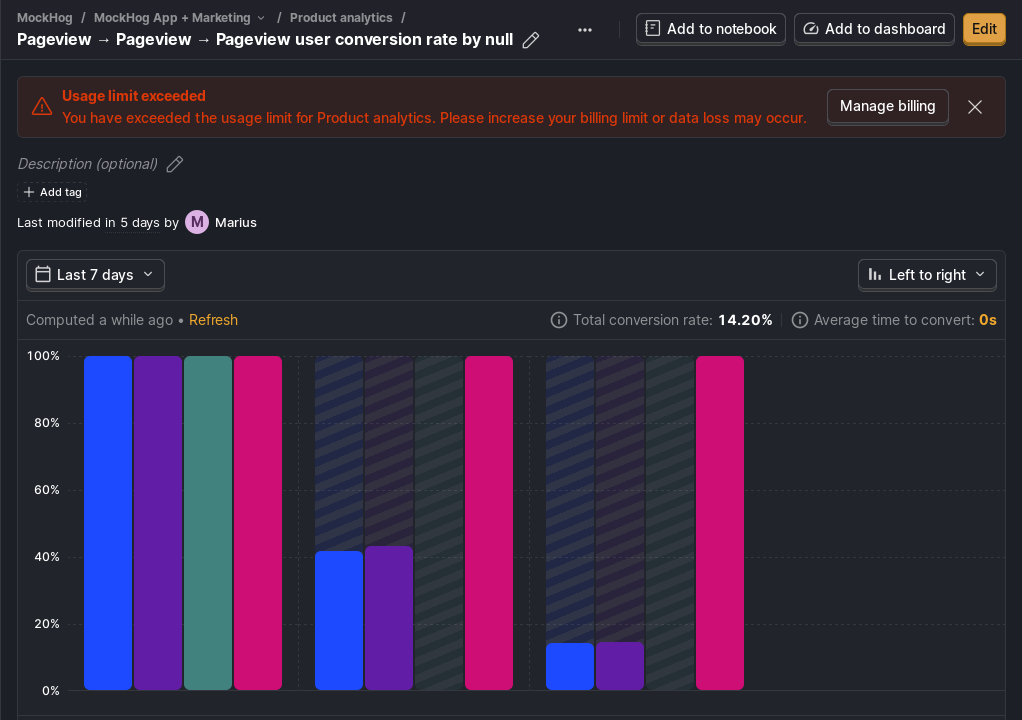 MockHog / MockHog App + Marketing / Product analytics /
Pageview → Pageview → Pageview user conversion rate by null
Add to notebook
Add to dashboard
Edit
Usage limit exceeded
You have exceeded the usage limit for Product analytics. Please increase your billing limit or data loss may occur.
Manage billing
Description (optional)
Add tag
Last modified in 5 days by M Marius
Last 7 days
Left to right
Computed a while ago • Refresh
Total conversion rate: 14.20%
Average time to convert: 0s
100%
80%
60%
40%
20%
0%